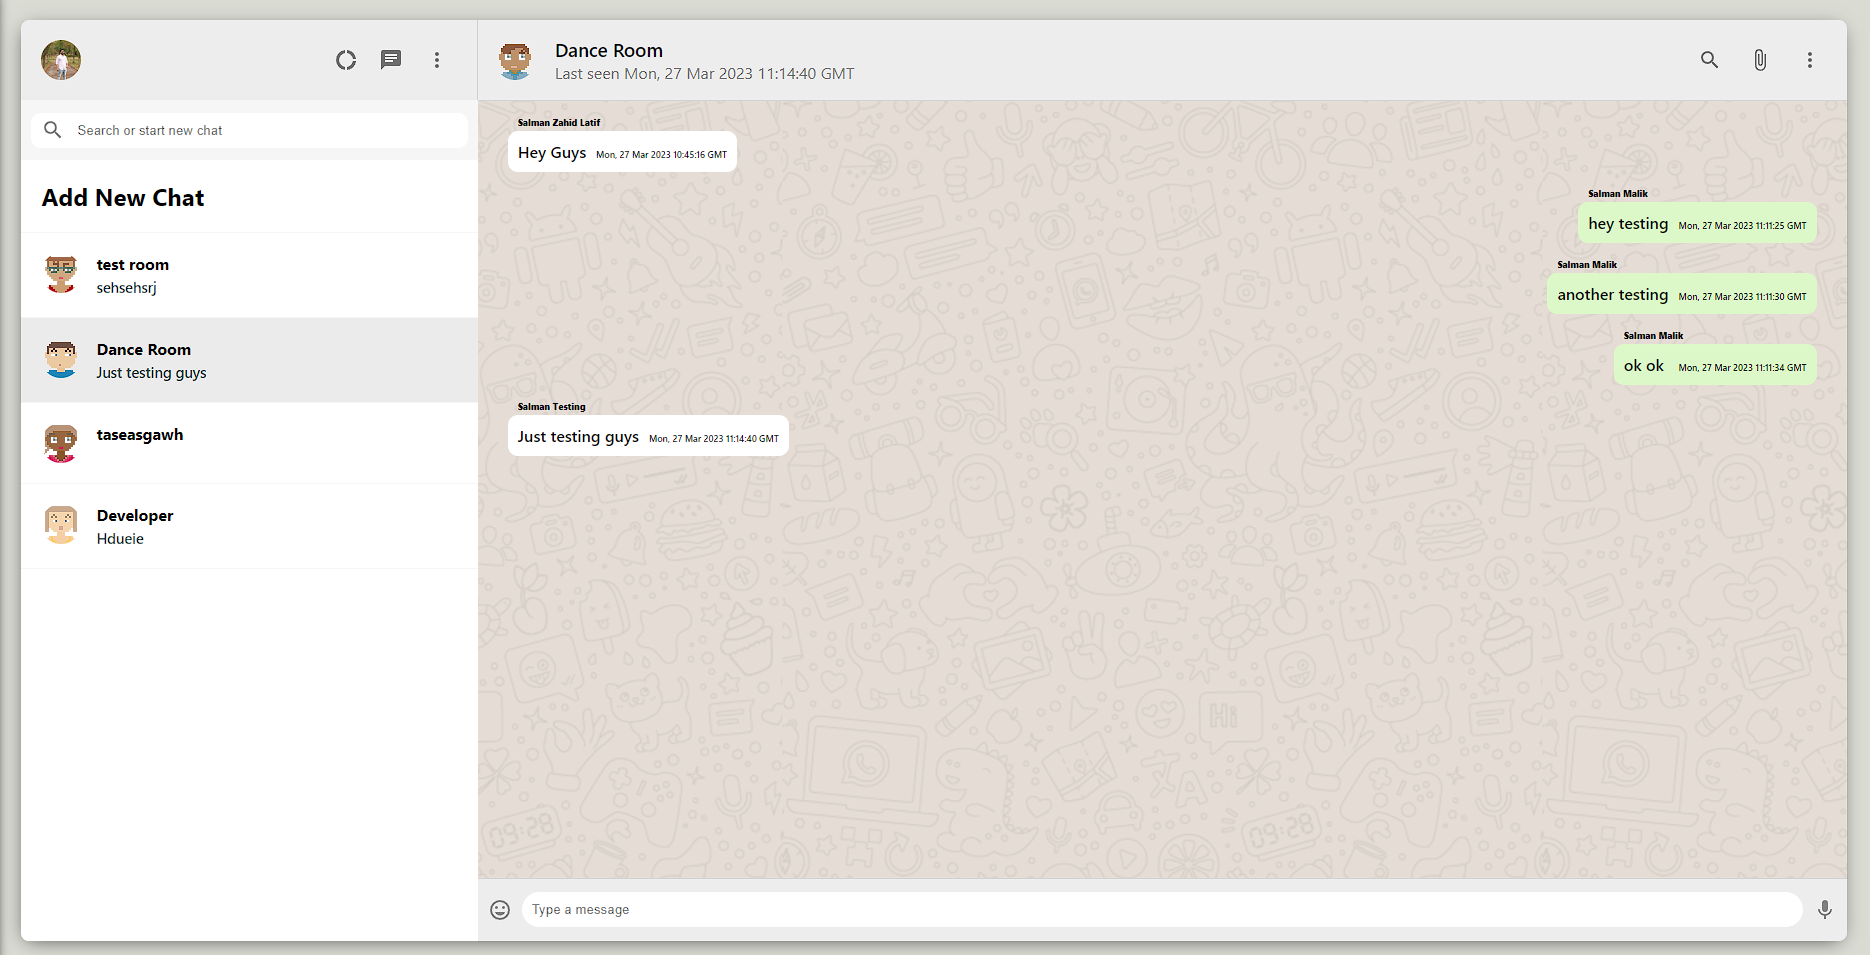 Search or start new chat
Add New Chat
test room
sehsehsrj
Dance Room
Just testing guys
taseasgawh
Developer
Hdueie
Dance Room
Last seen Mon, 27 Mar 2023 11:14:40 GMT
Salman Zahid Latif
Hey Guys Mon, 27 Mar 2023 10:45:16 GMT
Salman Malik
hey testing Mon, 27 Mar 2023 11:11:25 GMT
Salman Malik
another testing Mon, 27 Mar 2023 11:11:30 GMT
Salman Malik
ok ok Mon, 27 Mar 2023 11:11:34 GMT
Salman Testing
Just testing guys Mon, 27 Mar 2023 11:14:40 GMT
Hi
09:28
09:28
Type a message